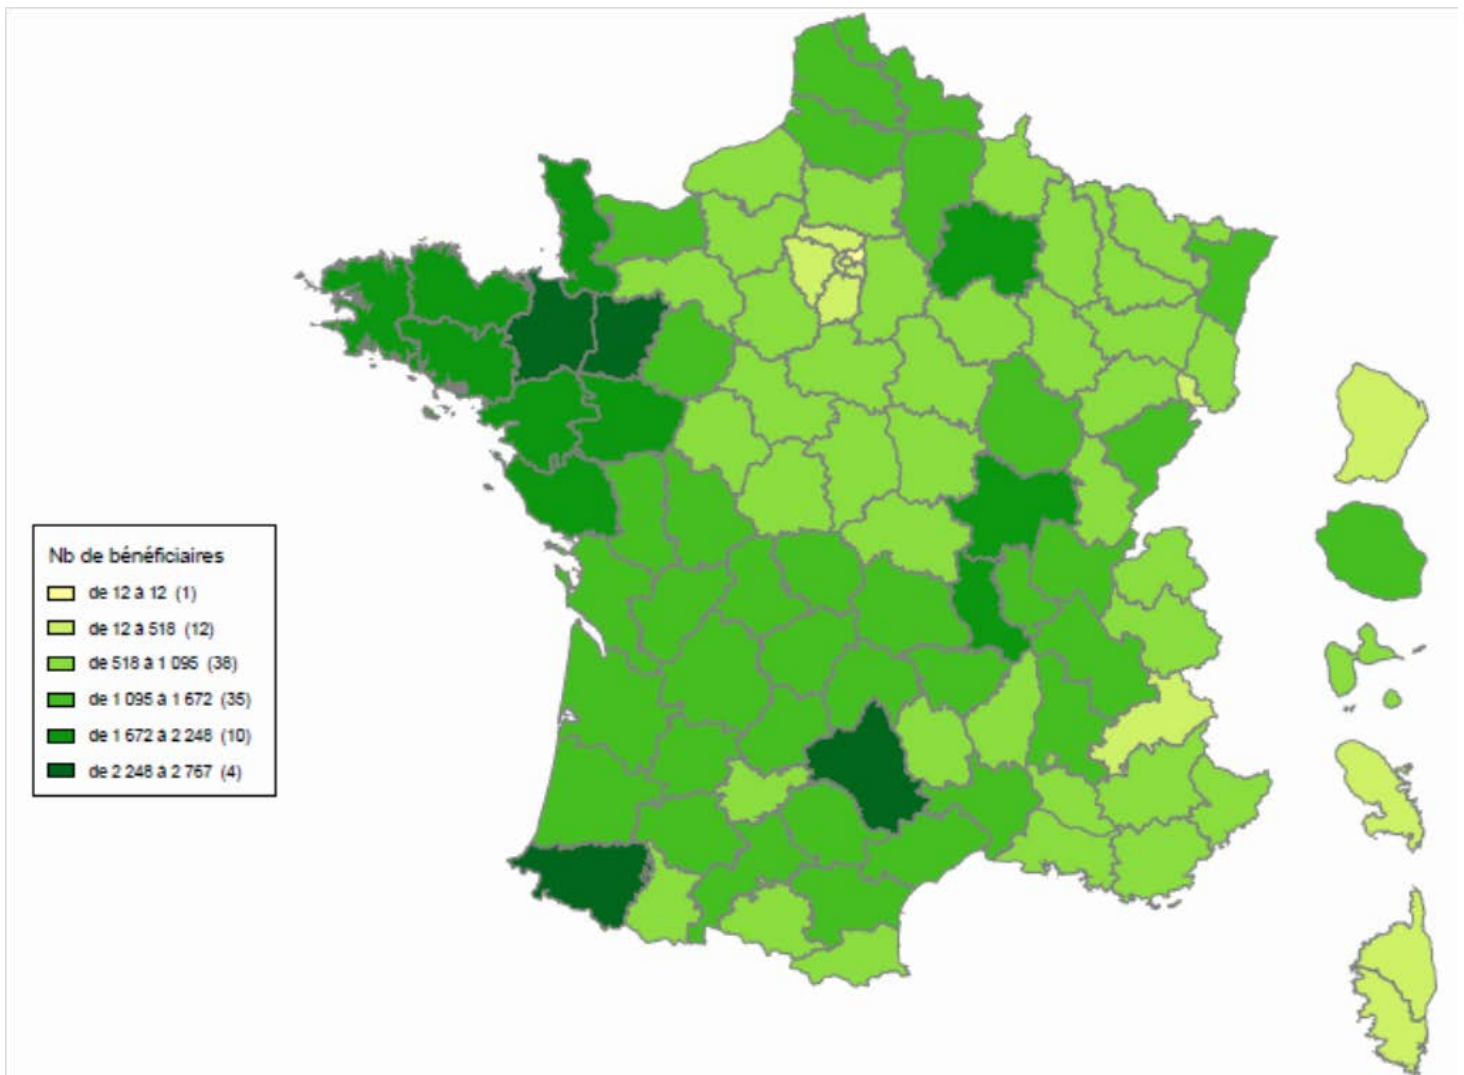 Nb de bénéficiaires
de 12 à 12 (1)
de 12 à 518 (12)
de 518 à 1 095 (38)
de 1 095 à 1 672 (35)
de 1 672 à 2 248 (10)
de 2 248 à 2 767 (4)